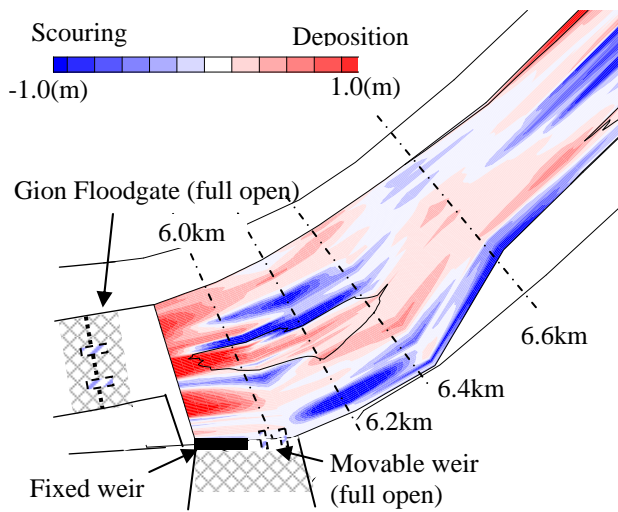 Scouring
Deposition
-1.0(m)
1.0(m)
Gion Floodgate (full open)
6.0km
6.6km
6.4km
6.2km
Fixed weir
Movable weir
(full open)